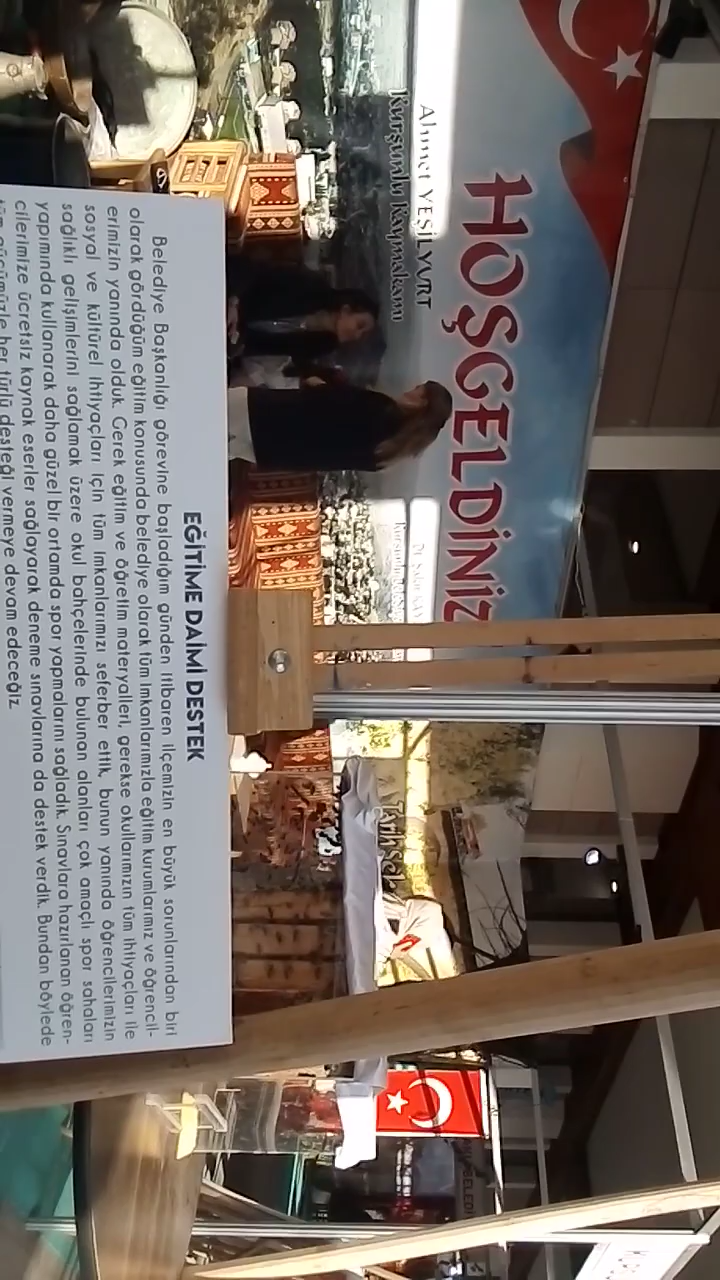 HOŞGELDİNİZ
Ahmet YEŞİLYURT
Kurşunlu Kaymakamı
EĞİTİME DAİMİ DESTEK
Belediye Başkanlığı görevine başladığım günden itibaren ilçemizin en büyük sorunlarından biri
olarak gördüğüm eğitim konusunda belediye olarak tüm imkanlarımızla eğitim kurumlarımız ve öğrencil-
erimizin yanında olduk. Gerek eğitim ve öğretim materyalleri, gerekse okullarımızın tüm ihtiyaçları ile
sosyal ve kültürel ihtiyaçları için tüm imkanlarımızı seferber ettik, bunun yanında öğrencilerimizin
sağlıklı gelişimlerini sağlamak üzere okul bahçelerinde bulunan alanları çok amaçlı spor sahaları
yapımında kullanarak daha güzel bir ortamda spor yapmalarını sağladık. Sınavlara hazırlanan öğren-
cilerimize ücretsiz kaynak eserler sağlayarak deneme sınavlarına da destek verdik. Bundan böylede
tüm gücümüzle her türlü desteği vermeye devam edeceğiz.